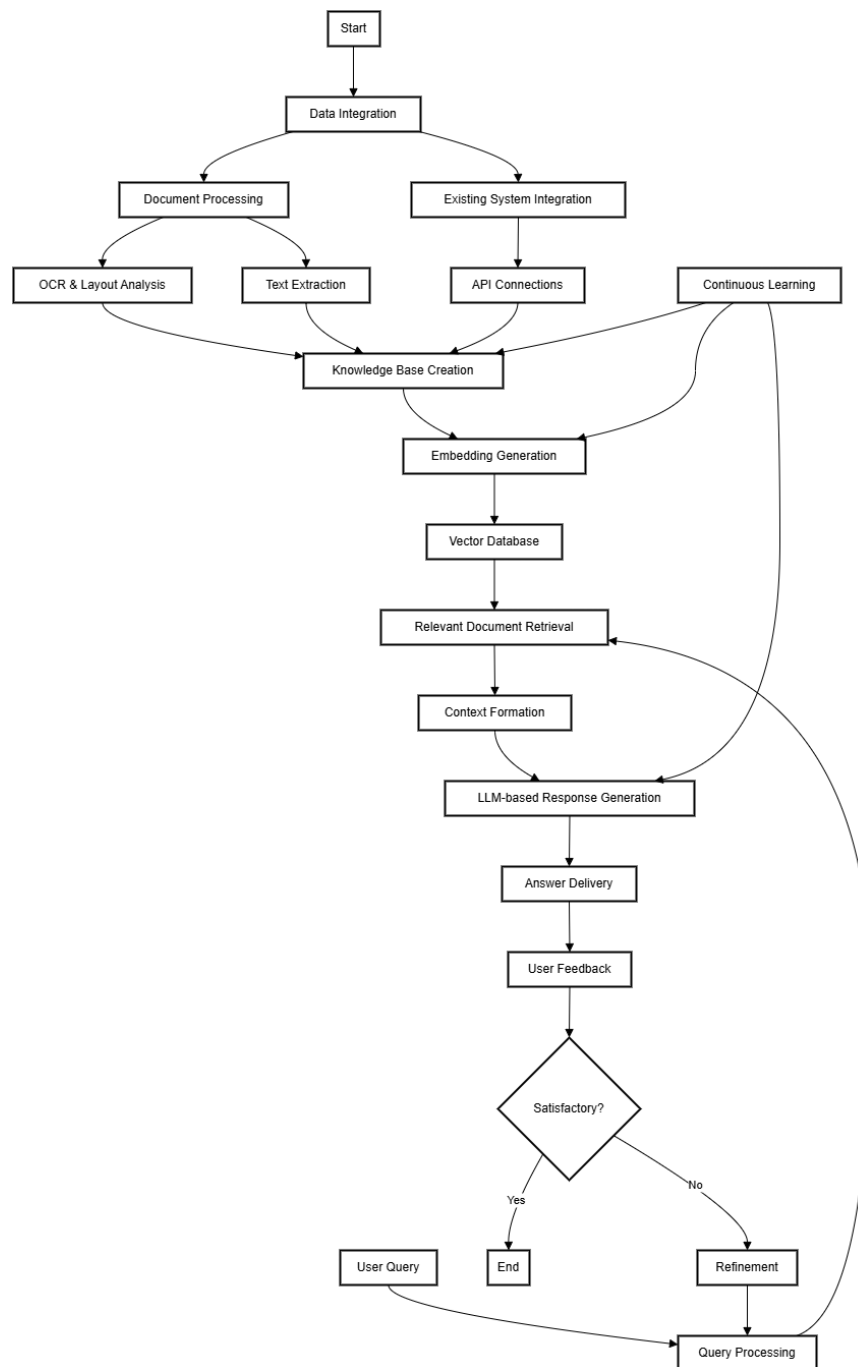 Start
Data Integration
Document Processing
Existing System Integration
OCR & Layout Analysis
Text Extraction
API Connections
Continuous Learning
Knowledge Base Creation
Embedding Generation
Vector Database
Relevant Document Retrieval
Context Formation
LLM-based Response Generation
Answer Delivery
User Feedback
Satisfactory?
No
Yes
User Query
End
Refinement
Query Processing